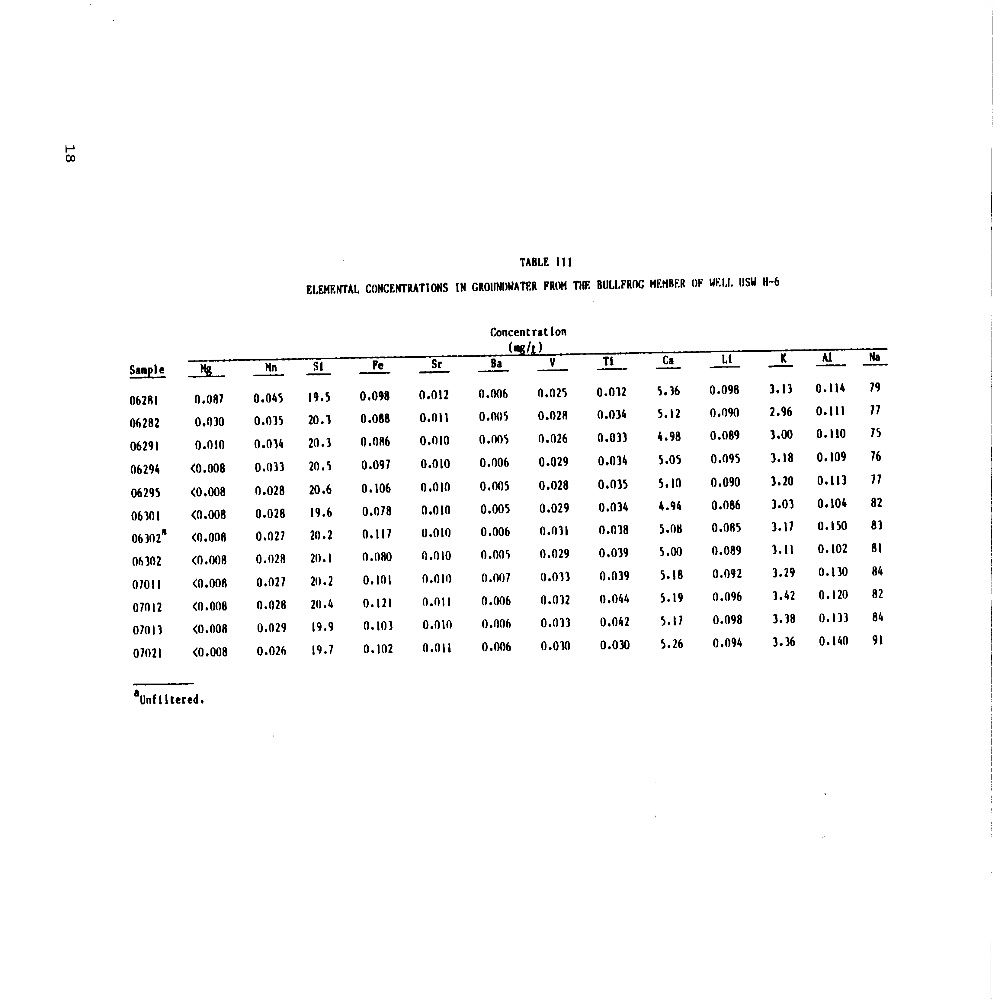 18
TABLE III
ELEMENTAL CONCENTRATIONS IN GROUNDWATER FROM THE BULLFROG MEMBER OF WELL USW H-6
Concentration
(mg/ℓ)
Sample Mg Mn Si Fe Sr Ba V Ti Ca Li K Al Na
06281 0.087 0.045 19.5 0.098 0.012 0.006 0.025 0.032 5.36 0.098 3.13 0.114 79
06282 0.030 0.035 20.3 0.088 0.011 0.005 0.028 0.034 5.12 0.090 2.96 0.111 77
06291 0.010 0.034 20.3 0.086 0.010 0.005 0.026 0.033 4.98 0.089 3.00 0.110 75
06294 <0.008 0.033 20.5 0.097 0.010 0.006 0.029 0.034 5.05 0.095 3.18 0.109 76
06295 <0.008 0.028 20.6 0.106 0.010 0.005 0.028 0.035 5.10 0.090 3.20 0.113 77
06301 <0.008 0.028 19.6 0.078 0.010 0.005 0.029 0.034 4.94 0.086 3.03 0.104 82
06302ᵃ <0.008 0.027 20.2 0.117 0.010 0.006 0.031 0.038 5.08 0.085 3.17 0.150 83
06302 <0.008 0.028 20.1 0.080 0.010 0.005 0.029 0.039 5.00 0.089 3.11 0.102 81
07011 <0.008 0.027 20.2 0.101 0.010 0.007 0.033 0.039 5.18 0.092 3.29 0.130 84
07012 <0.008 0.028 20.4 0.121 0.011 0.006 0.032 0.044 5.19 0.096 3.42 0.120 82
07013 <0.008 0.029 19.9 0.103 0.010 0.006 0.033 0.042 5.17 0.098 3.38 0.133 84
07021 <0.008 0.026 19.7 0.102 0.011 0.006 0.030 0.030 5.26 0.094 3.36 0.140 91
ᵃUnfiltered.